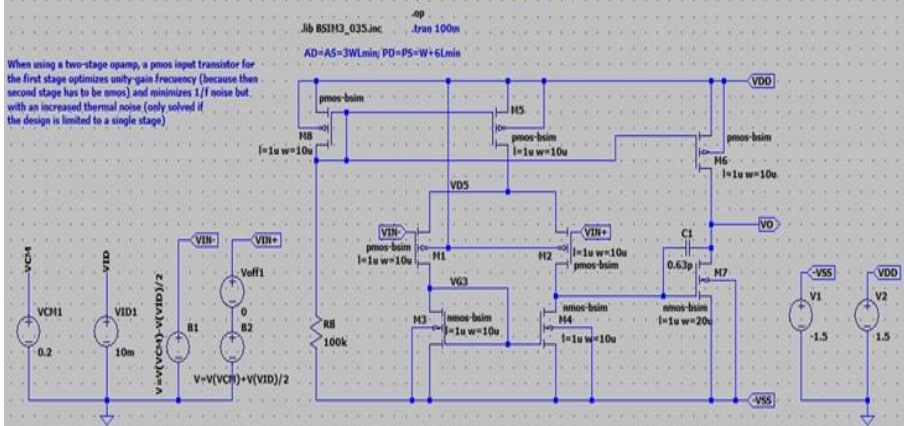 .op
.lib BSIM3_035.inc
.tran 100m
AD=AS=3WLmin; PD=PS=W+6Lmin
When using a two-stage opamp, a pmos input transistor for
the first stage optimizes unity-gain frecuency (because then
second stage has to be nmos) and minimizes 1/f noise but
with an increased thermal noise (only solved if
the design is limited to a single stage)
VDD
pmos-bsim
M8
l=1u w=10u
M5
pmos-bsim
l=1u w=10u
pmos-bsim
M6
l=1u w=10u
VD5
VIN-
pmos-bsim
l=1u w=10u
M1
VIN+
l=1u w=10u
M2
pmos-bsim
VO
C1
0.63p
M7
nmos-bsim
l=1u w=20u
VG3
M3
nmos-bsim
l=1u w=10u
nmos-bsim
M4
l=1u w=10u
RB
100k
-VSS
VCM
VCM1
0.2
VID
VID1
10m
VIN-
B1
V=V(VCM)-V(VID)/2
VIN+
Voff1
0
B2
V=V(VCM)+V(VID)/2
-VSS
V1
-1.5
VDD
V2
1.5